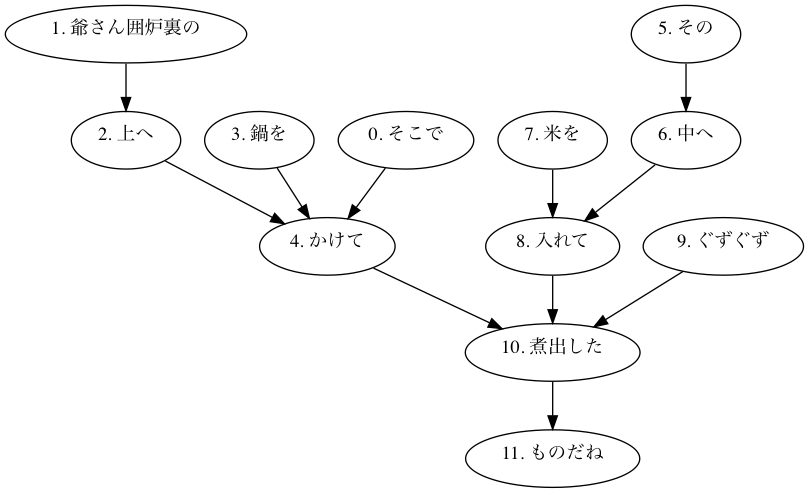 1. 爺さん囲炉裏の
5. その
2. 上へ
3. 鍋を
0. そこで
7. 米を
6. 中へ
4. かけて
8. 入れて
9. ぐずぐず
10. 煮出した
11. ものだね